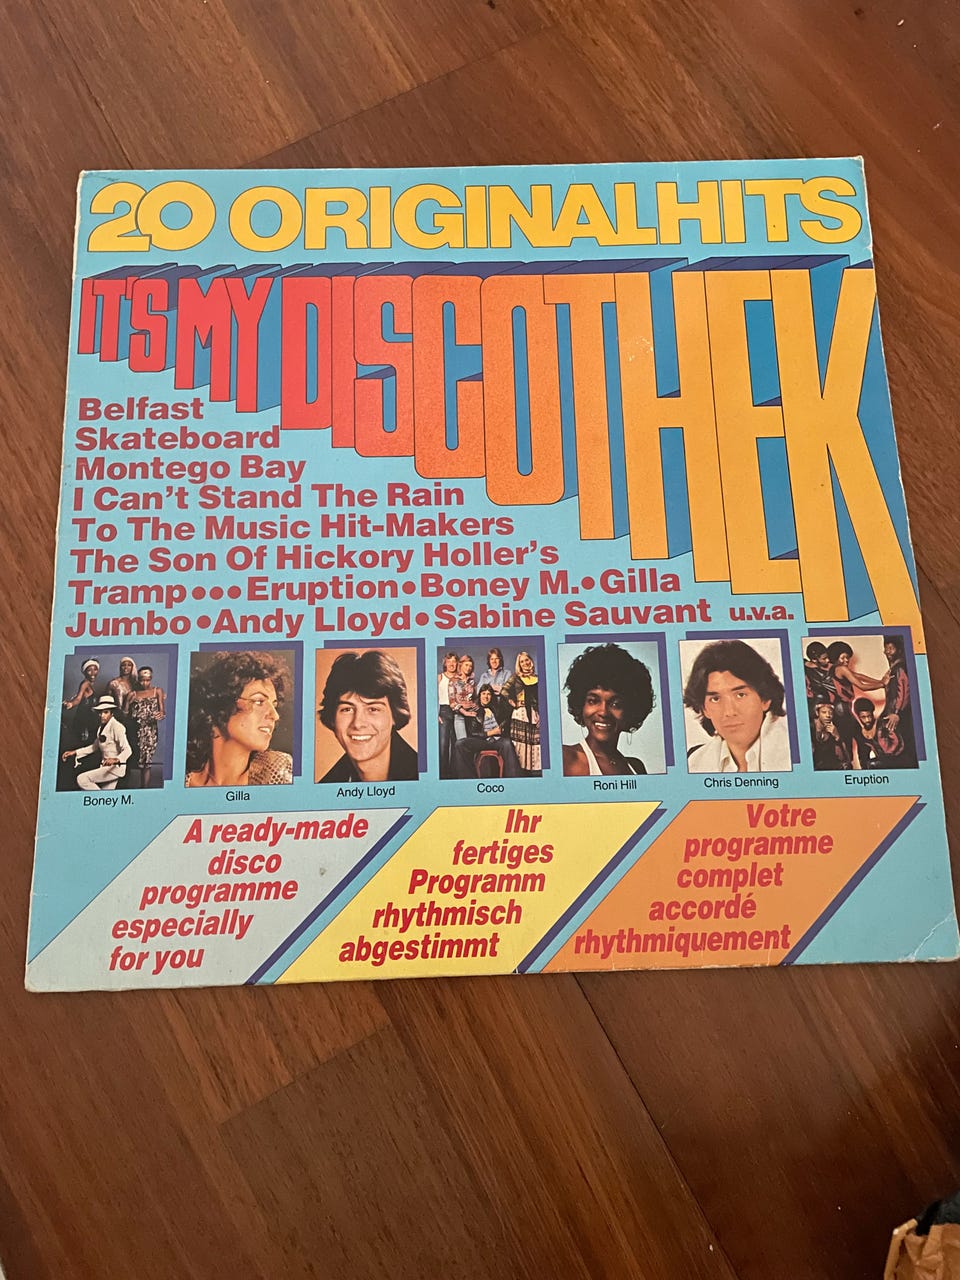 20 ORIGINAL HITS
IT'S MY DISCOTHEK
Belfast
Skateboard
Montego Bay
I Can't Stand The Rain
To The Music Hit-Makers
The Son Of Hickory Holler's
Tramp•••Eruption•Boney M.•Gilla
Jumbo•Andy Lloyd•Sabine Sauvant u.v.a.
Boney M.
Gilla
Andy Lloyd
Coco
Roni Hill
Chris Denning
Eruption
A ready-made
disco
programme
especially
for you
Ihr
fertiges
Programm
rhythmisch
abgestimmt
Votre
programme
complet
accordé
rhythmiquement